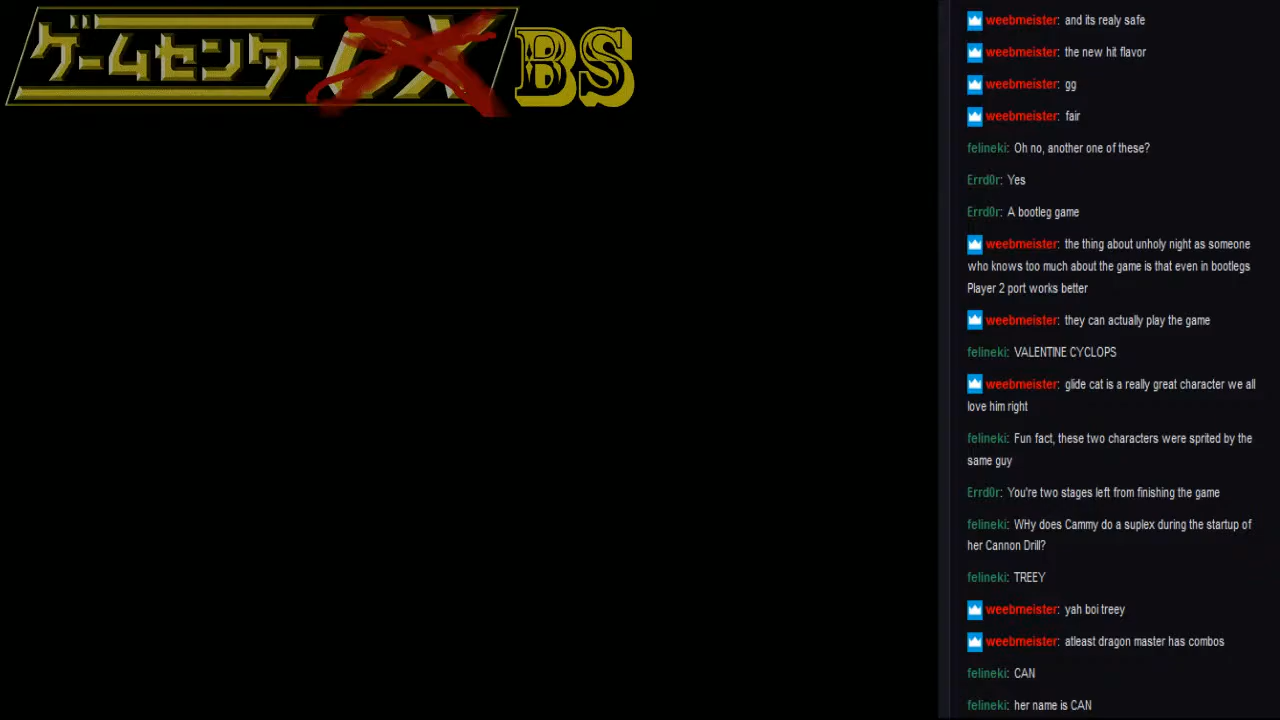 ゲームセンターCX BS
weebmeister: and its realy safe
weebmeister: the new hit flavor
weebmeister: gg
weebmeister: fair
felineki: Oh no, another one of these?
Errd0r: Yes
Errd0r: A bootleg game
weebmeister: the thing about unholy night as someone
who knows too much about the game is that even in bootlegs
Player 2 port works better
weebmeister: they can actually play the game
felineki: VALENTINE CYCLOPS
weebmeister: glide cat is a really great character we all
love him right
felineki: Fun fact, these two characters were sprited by the
same guy
Errd0r: You're two stages left from finishing the game
felineki: WHy does Cammy do a suplex during the startup of
her Cannon Drill?
felineki: TREEY
weebmeister: yah boi treey
weebmeister: atleast dragon master has combos
felineki: CAN
felineki: her name is CAN